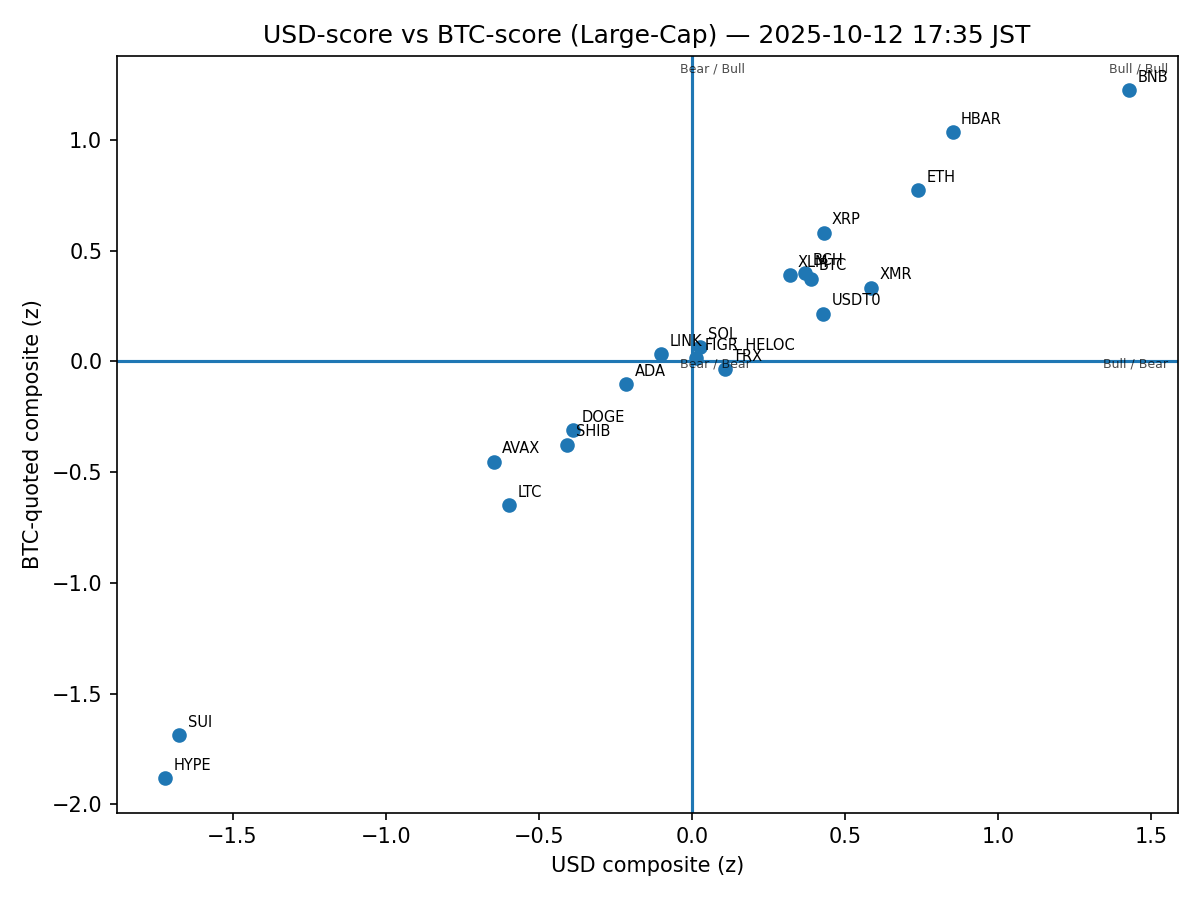 USD-score vs BTC-score (Large-Cap) — 2025-10-12 17:35 JST
Bear / Bull
Bull / Bull
BNB
HBAR
ETH
XRP
BCH
XLM
BTC
XMR
USDT0
SOL
LINK
FIGR_HELOC
TRX
Bear / Bear
Bull / Bear
ADA
DOGE
SHIB
AVAX
LTC
SUI
HYPE
1.0
0.5
0.0
−0.5
−1.0
−1.5
−2.0
BTC-quoted composite (z)
−1.5
−1.0
−0.5
0.0
0.5
1.0
1.5
USD composite (z)